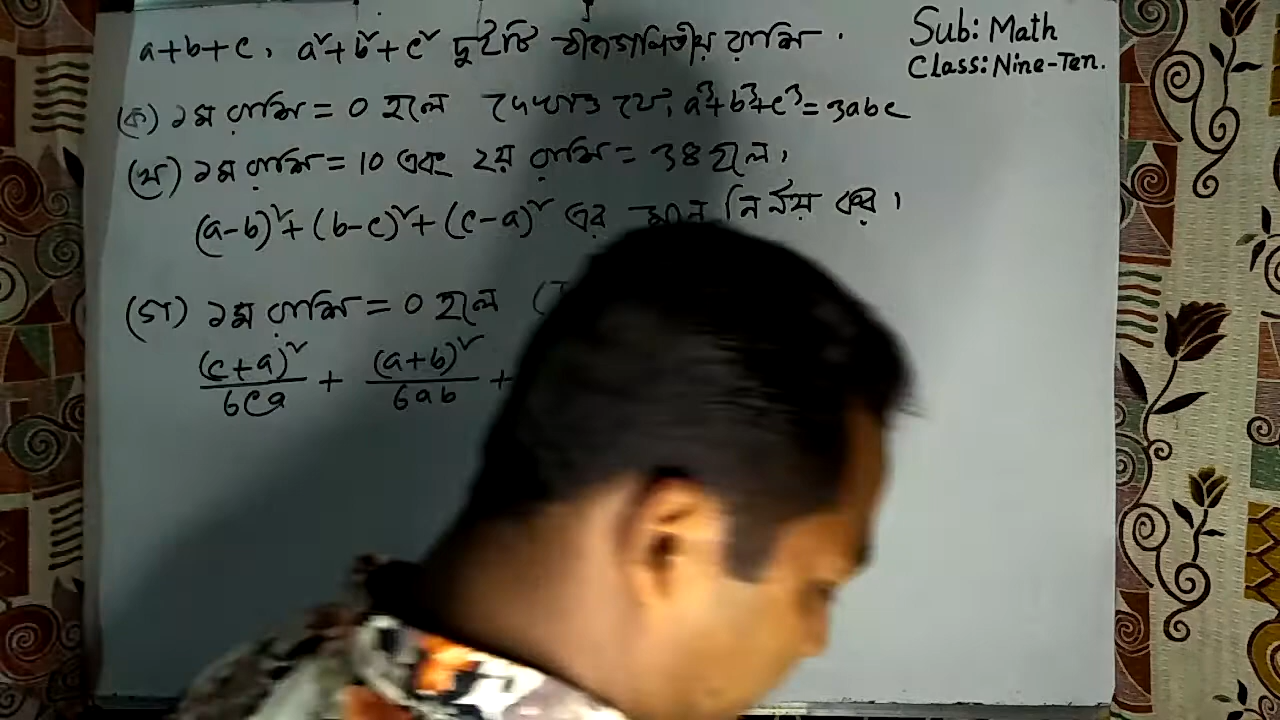 a+b+c, a²+b²+c² দুইটি বীজগাণিতীয় রাশি.
Sub: Math
Class: Nine-Ten.
(ক) ১ম রাশি = 0 হলে দেখাও যে, a³+b³+c³=3abc
(খ) ১ম রাশি = 10 এবং ২য় রাশি = 38 হলে,
(a-b)²+(b-c)²+(c-a)² এর মান নির্ণয় কর।
(গ) ১ম রাশি = 0 হলে
(c+a)²/6ca + (a+b)²/6ab +